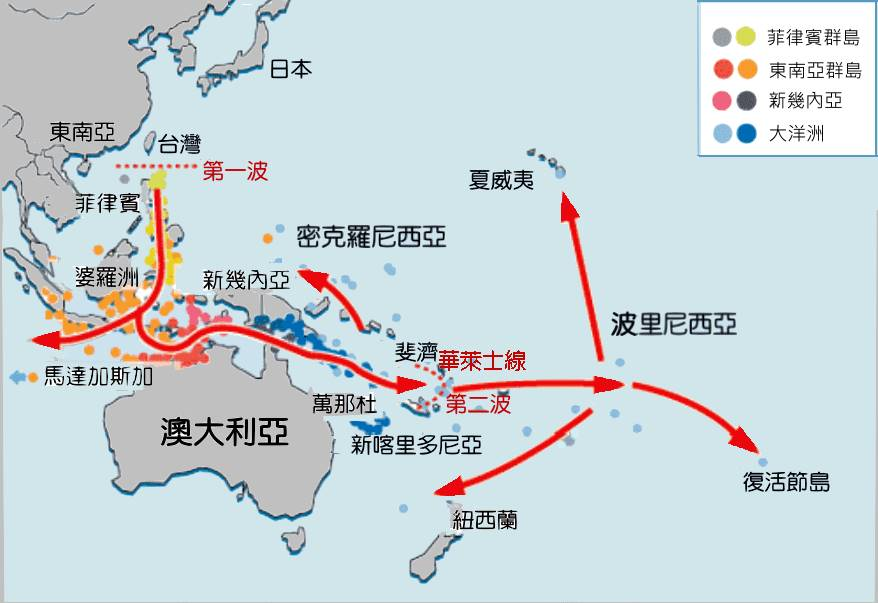 菲律賓群島
東南亞群島
新幾內亞
大洋洲
日本
東南亞
台灣
第一波
夏威夷
菲律賓
密克羅尼西亞
婆羅洲
新幾內亞
波里尼西亞
斐濟
華萊士線
馬達加斯加
萬那杜
第二波
澳大利亞
新喀里多尼亞
復活節島
紐西蘭